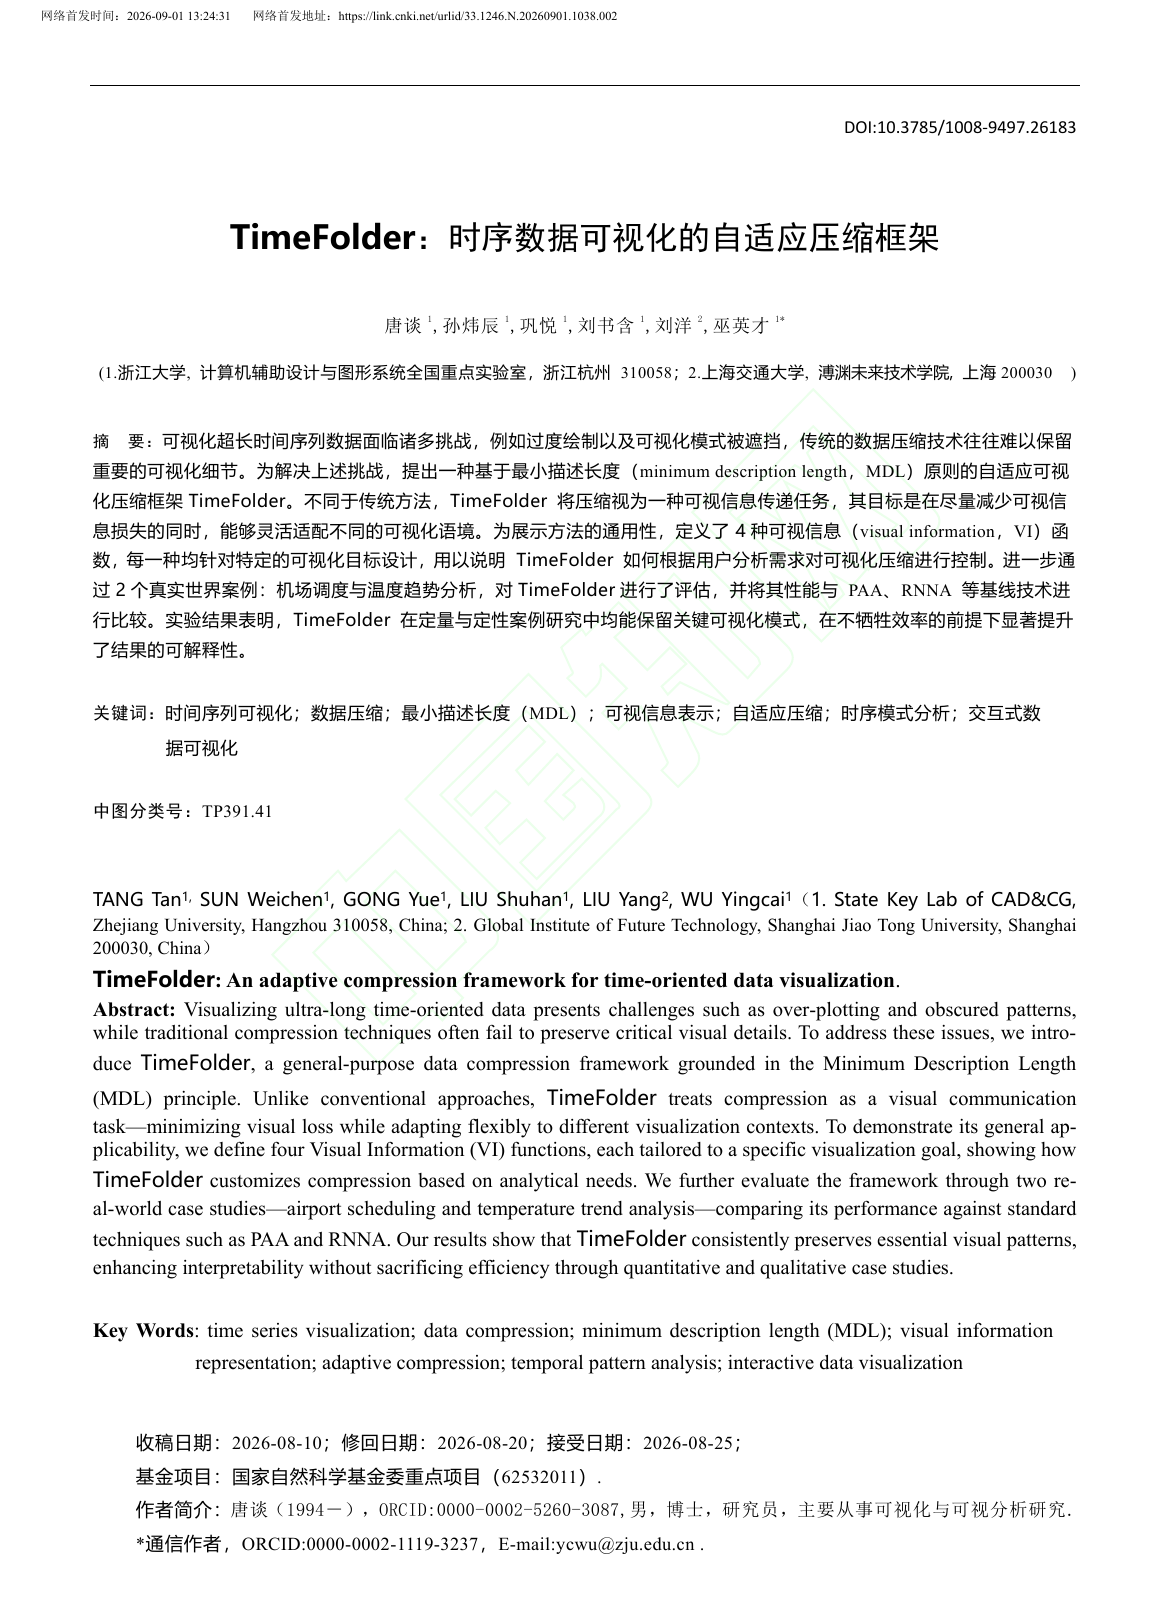 网络首发时间：2026-09-01 13:24:31 网络首发地址：https://link.cnki.net/urlid/33.1246.N.20260901.1038.002
DOI:10.3785/1008-9497.26183
TimeFolder：时序数据可视化的自适应压缩框架
唐谈 1,孙炜辰 1,巩悦 1,刘书含 1,刘洋 2,巫英才 1*
(1.浙江大学, 计算机辅助设计与图形系统全国重点实验室，浙江杭州 310058；2.上海交通大学, 溥渊未来技术学院, 上海 200030 )
摘 要：可视化超长时间序列数据面临诸多挑战，例如过度绘制以及可视化模式被遮挡，传统的数据压缩技术往往难以保留
重要的可视化细节。为解决上述挑战，提出一种基于最小描述长度（minimum description length，MDL）原则的自适应可视
化压缩框架 TimeFolder。不同于传统方法，TimeFolder 将压缩视为一种可视信息传递任务，其目标是在尽量减少可视信
息损失的同时，能够灵活适配不同的可视化语境。为展示方法的通用性，定义了 4 种可视信息（visual information，VI）函
数，每一种均针对特定的可视化目标设计，用以说明 TimeFolder 如何根据用户分析需求对可视化压缩进行控制。进一步通
过 2 个真实世界案例：机场调度与温度趋势分析，对 TimeFolder 进行了评估，并将其性能与 PAA、RNNA 等基线技术进
行比较。实验结果表明，TimeFolder 在定量与定性案例研究中均能保留关键可视化模式，在不牺牲效率的前提下显著提升
了结果的可解释性。
关键词：时间序列可视化；数据压缩；最小描述长度（MDL）；可视信息表示；自适应压缩；时序模式分析；交互式数
据可视化
中图分类号：TP391.41
TANG Tan1, SUN Weichen1, GONG Yue1, LIU Shuhan1, LIU Yang2, WU Yingcai1（1. State Key Lab of CAD&CG,
Zhejiang University, Hangzhou 310058, China; 2. Global Institute of Future Technology, Shanghai Jiao Tong University, Shanghai
200030, China）
TimeFolder: An adaptive compression framework for time-oriented data visualization.
Abstract: Visualizing ultra-long time-oriented data presents challenges such as over-plotting and obscured patterns,
while traditional compression techniques often fail to preserve critical visual details. To address these issues, we intro-
duce TimeFolder, a general-purpose data compression framework grounded in the Minimum Description Length
(MDL) principle. Unlike conventional approaches, TimeFolder treats compression as a visual communication
task—minimizing visual loss while adapting flexibly to different visualization contexts. To demonstrate its general ap-
plicability, we define four Visual Information (VI) functions, each tailored to a specific visualization goal, showing how
TimeFolder customizes compression based on analytical needs. We further evaluate the framework through two re-
al-world case studies—airport scheduling and temperature trend analysis—comparing its performance against standard
techniques such as PAA and RNNA. Our results show that TimeFolder consistently preserves essential visual patterns,
enhancing interpretability without sacrificing efficiency through quantitative and qualitative case studies.
Key Words: time series visualization; data compression; minimum description length (MDL); visual information
representation; adaptive compression; temporal pattern analysis; interactive data visualization
收稿日期：2026-08-10；修回日期：2026-08-20；接受日期：2026-08-25；
基金项目：国家自然科学基金委重点项目（62532011）.
作者简介：唐谈（1994－），ORCID:0000-0002-5260-3087,男，博士，研究员，主要从事可视化与可视分析研究.
*通信作者，ORCID:0000-0002-1119-3237，E-mail:ycwu@zju.edu.cn .
中国知网